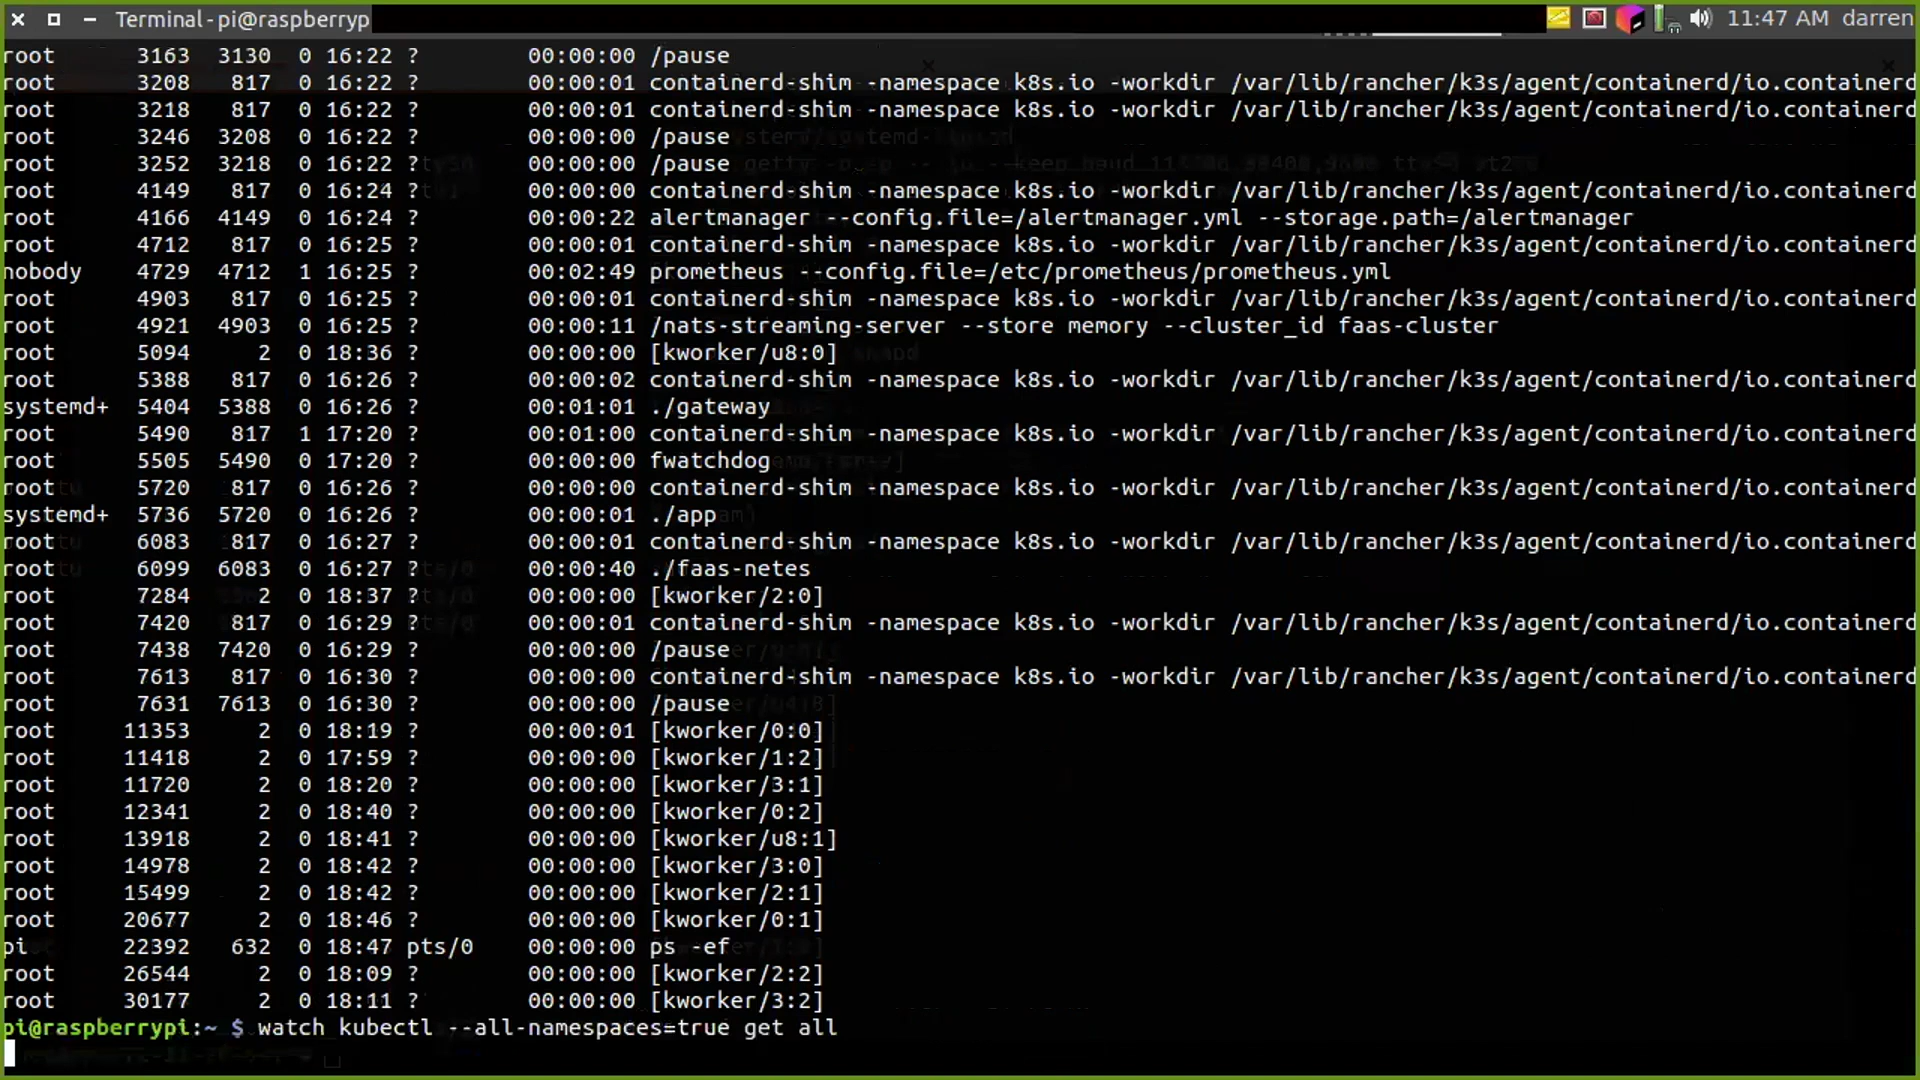 Terminal - pi@raspberryp
11:47 AM darren
root 3163 3130 0 16:22 ? 00:00:00 /pause
root 3208 817 0 16:22 ? 00:00:01 containerd-shim -namespace k8s.io -workdir /var/lib/rancher/k3s/agent/containerd/io.containerd
root 3218 817 0 16:22 ? 00:00:01 containerd-shim -namespace k8s.io -workdir /var/lib/rancher/k3s/agent/containerd/io.containerd
root 3246 3208 0 16:22 ? 00:00:00 /pause
root 3252 3218 0 16:22 ? 00:00:00 /pause
root 4149 817 0 16:24 ? 00:00:01 containerd-shim -namespace k8s.io -workdir /var/lib/rancher/k3s/agent/containerd/io.containerd
root 4166 4149 0 16:24 ? 00:00:22 alertmanager --config.file=/alertmanager.yml --storage.path=/alertmanager
root 4712 817 0 16:25 ? 00:00:01 containerd-shim -namespace k8s.io -workdir /var/lib/rancher/k3s/agent/containerd/io.containerd
nobody 4729 4712 1 16:25 ? 00:02:49 prometheus --config.file=/etc/prometheus/prometheus.yml
root 4903 817 0 16:25 ? 00:00:01 containerd-shim -namespace k8s.io -workdir /var/lib/rancher/k3s/agent/containerd/io.containerd
root 4921 4903 0 16:25 ? 00:00:11 /nats-streaming-server --store memory --cluster_id faas-cluster
root 5094 2 0 18:36 ? 00:00:00 [kworker/u8:0]
root 5388 817 0 16:26 ? 00:00:02 containerd-shim -namespace k8s.io -workdir /var/lib/rancher/k3s/agent/containerd/io.containerd
systemd+ 5404 5388 0 16:26 ? 00:01:01 ./gateway
root 5490 817 1 17:20 ? 00:01:00 containerd-shim -namespace k8s.io -workdir /var/lib/rancher/k3s/agent/containerd/io.containerd
root 5505 5490 0 17:20 ? 00:00:00 fwatchdog
root 5720 817 0 16:26 ? 00:00:00 containerd-shim -namespace k8s.io -workdir /var/lib/rancher/k3s/agent/containerd/io.containerd
systemd+ 5736 5720 0 16:26 ? 00:00:01 ./app
root 6083 817 0 16:27 ? 00:00:01 containerd-shim -namespace k8s.io -workdir /var/lib/rancher/k3s/agent/containerd/io.containerd
root 6099 6083 0 16:27 ? 00:00:40 ./faas-netes
root 7284 2 0 18:37 ? 00:00:00 [kworker/2:0]
root 7420 817 0 16:29 ? 00:00:01 containerd-shim -namespace k8s.io -workdir /var/lib/rancher/k3s/agent/containerd/io.containerd
root 7438 7420 0 16:29 ? 00:00:00 /pause
root 7613 817 0 16:30 ? 00:00:00 containerd-shim -namespace k8s.io -workdir /var/lib/rancher/k3s/agent/containerd/io.containerd
root 7631 7613 0 16:30 ? 00:00:00 /pause
root 11353 2 0 18:19 ? 00:00:01 [kworker/0:0]
root 11418 2 0 17:59 ? 00:00:00 [kworker/1:2]
root 11720 2 0 18:20 ? 00:00:00 [kworker/3:1]
root 12341 2 0 18:40 ? 00:00:00 [kworker/0:2]
root 13918 2 0 18:41 ? 00:00:00 [kworker/u8:1]
root 14978 2 0 18:42 ? 00:00:00 [kworker/3:0]
root 15499 2 0 18:42 ? 00:00:00 [kworker/2:1]
root 20677 2 0 18:46 ? 00:00:00 [kworker/0:1]
pi 22392 632 0 18:47 pts/0 00:00:00 ps -ef
root 26544 2 0 18:09 ? 00:00:00 [kworker/2:2]
root 30177 2 0 18:11 ? 00:00:00 [kworker/3:2]
pi@raspberrypi:~ $ watch kubectl --all-namespaces=true get all